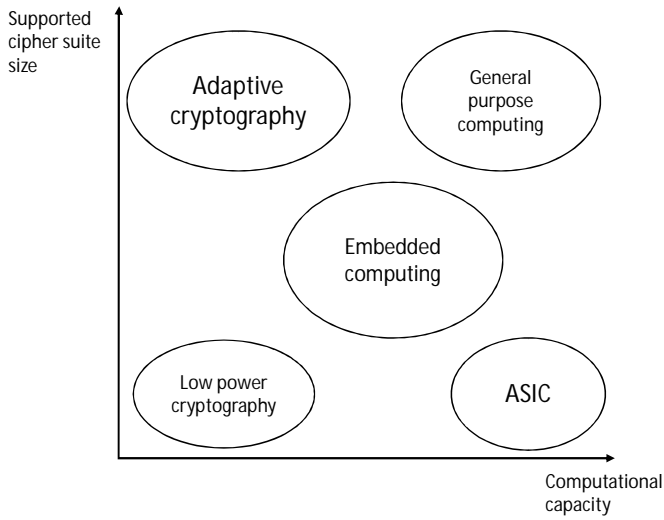 Supported
cipher suite
size
Adaptive
cryptography
General
purpose
computing
Embedded
computing
Low power
cryptography
ASIC
Computational
capacity